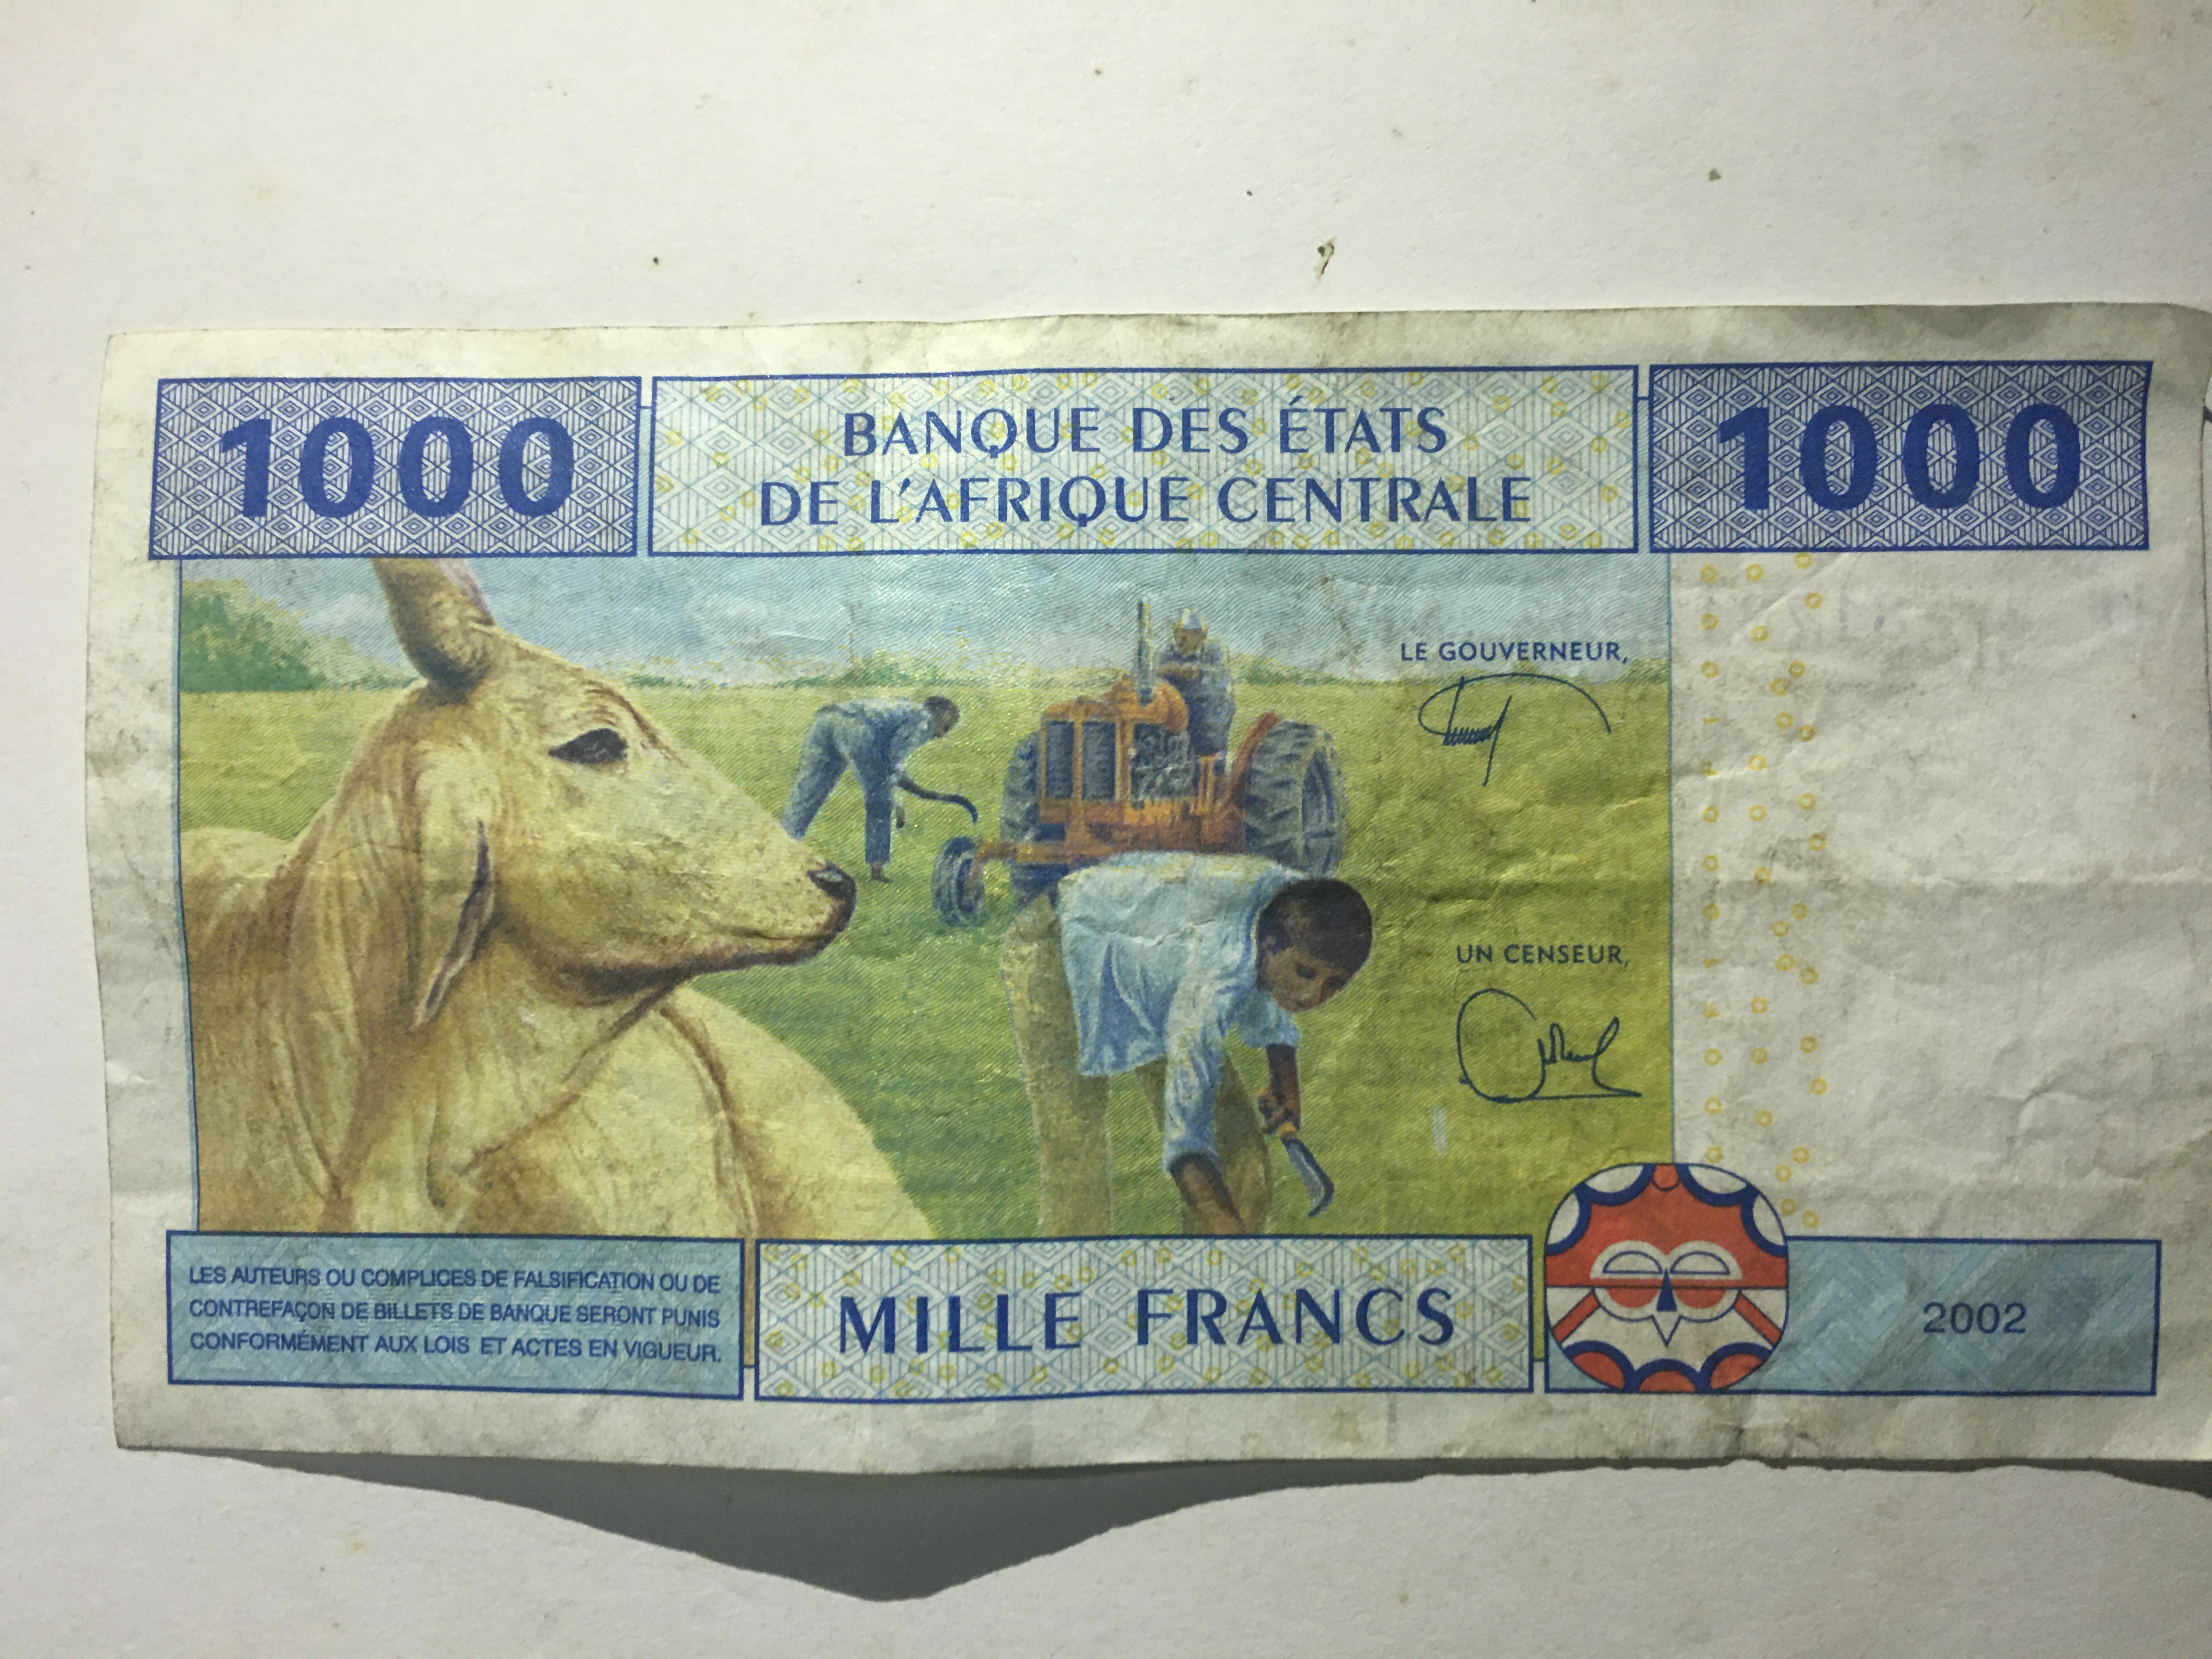 1000
BANQUE DES ÉTATS
DE L'AFRIQUE CENTRALE
1000
LE GOUVERNEUR,
UN CENSEUR,
LES AUTEURS OU COMPLICES DE FALSIFICATION OU DE
CONTREFAÇON DE BILLETS DE BANQUE SERONT PUNIS
CONFORMÉMENT AUX LOIS ET ACTES EN VIGUEUR.
MILLE FRANCS
2002